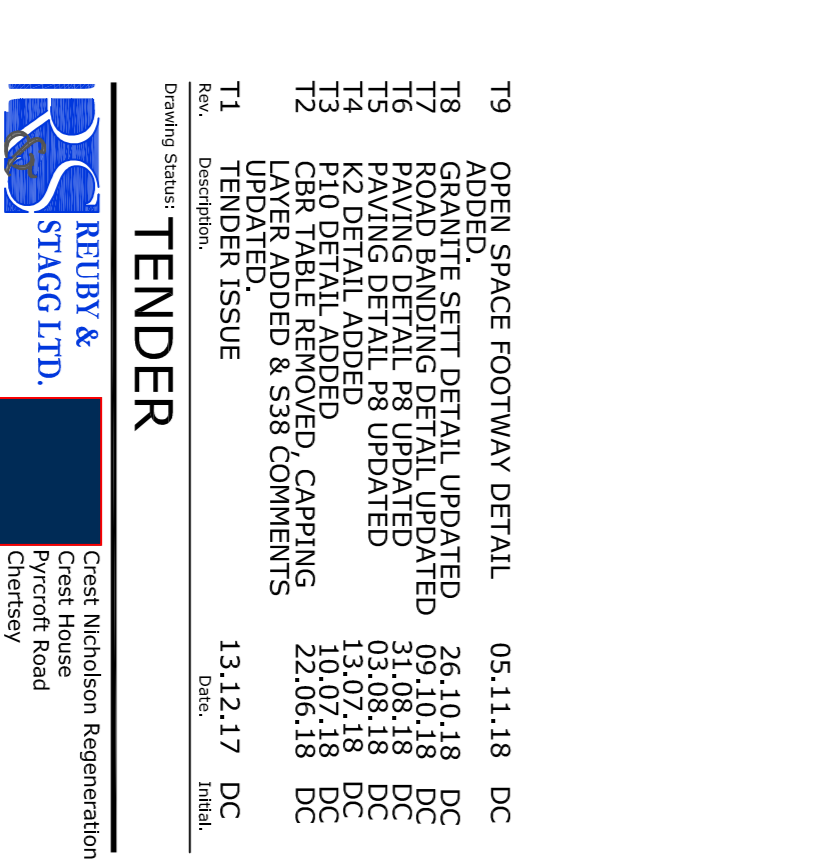 T9 OPEN SPACE FOOTWAY DETAIL 05.11.18 DC
ADDED.
T8 GRANITE SETT DETAIL UPDATED 26.10.18 DC
T7 ROAD BANDING DETAIL UPDATED 09.10.18 DC
T6 PAVING DETAIL P8 UPDATED 31.08.18 DC
T5 PAVING DETAIL P8 UPDATED 03.08.18 DC
T4 K2 DETAIL ADDED 13.07.18 DC
T3 P10 DETAIL ADDED 10.07.18 DC
T2 CBR TABLE REMOVED, CAPPING 22.06.18 DC
LAYER ADDED & S38 COMMENTS
UPDATED.
T1 TENDER ISSUE 13.12.17 DC
Rev. Description. Date. Initial.
Drawing Status: TENDER
R&S
REUBY &
STAGG LTD.
Crest Nicholson Regeneration
Crest House
Pyrcroft Road
Chertsey